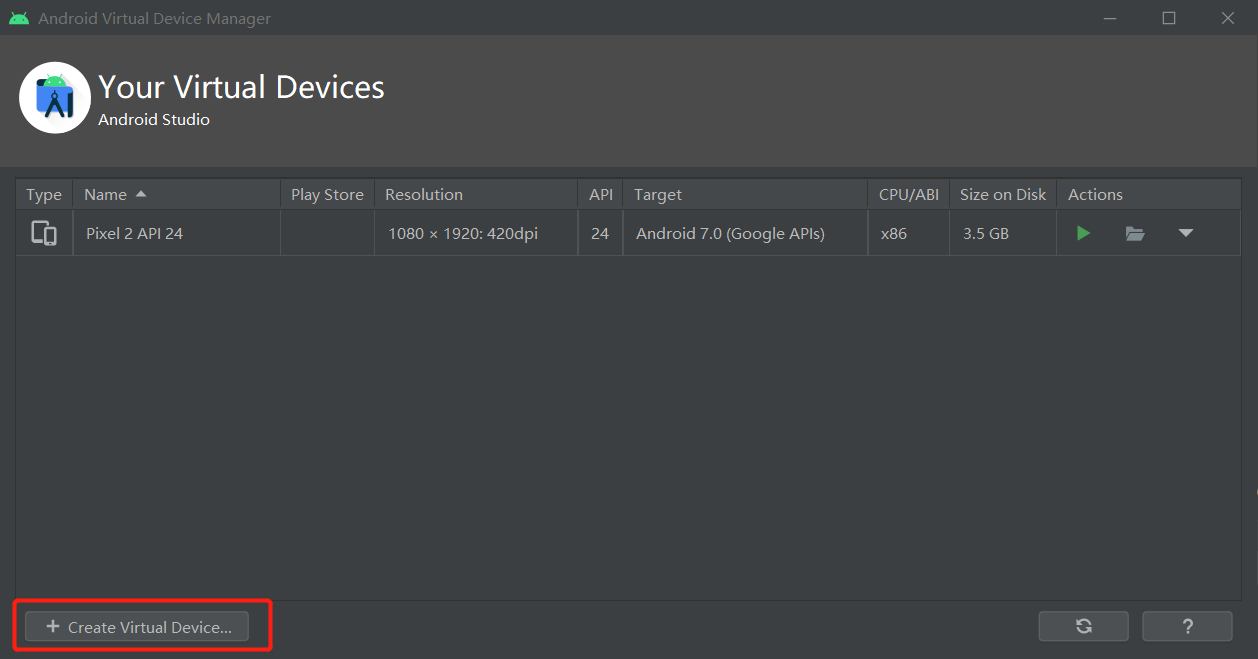 Android Virtual Device Manager
Your Virtual Devices
Android Studio
Type Name Play Store Resolution API Target CPU/ABI Size on Disk Actions
Pixel 2 API 24 1080 × 1920: 420dpi 24 Android 7.0 (Google APIs) x86 3.5 GB
+ Create Virtual Device... ?